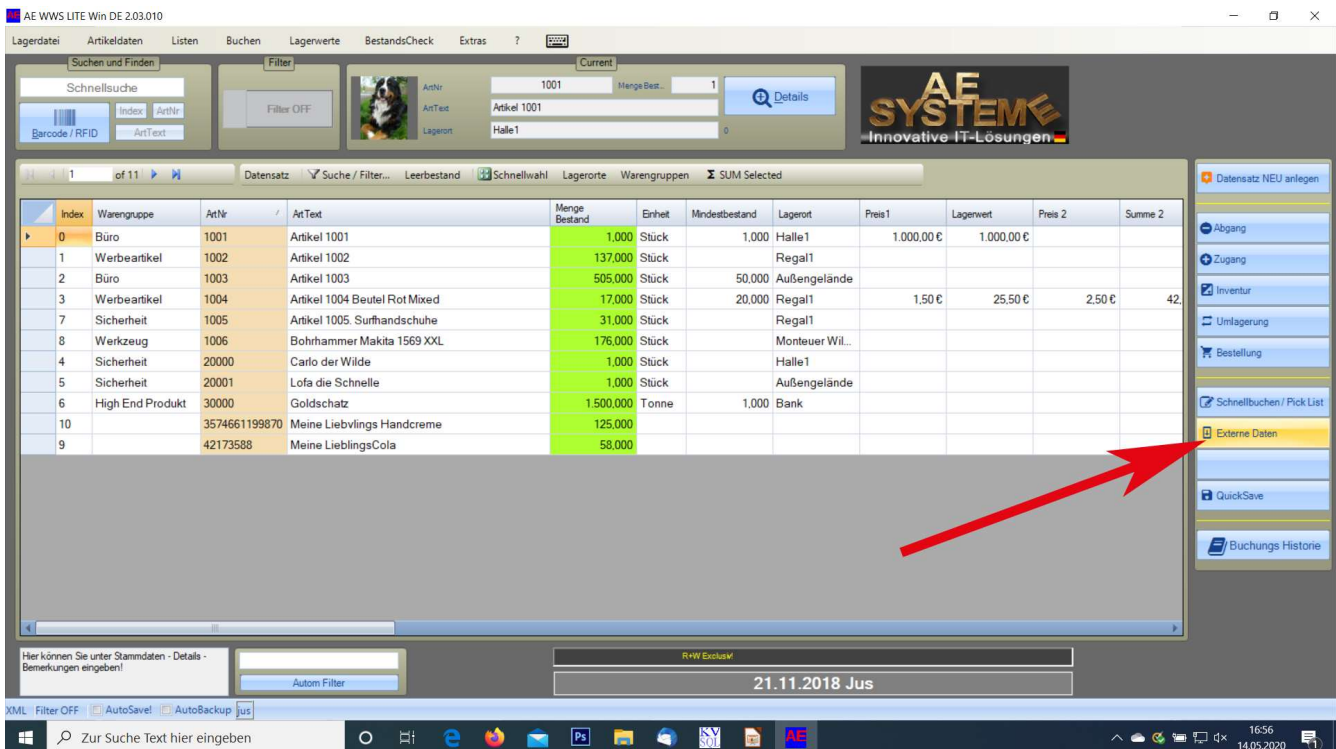 AE WWS LITE Win DE 2.03.010
Lagerdatei Artikeldaten Listen Buchen Lagerwerte BestandsCheck Extras ?
Suchen und Finden Filter Current
Schnellsuche
Barcode / RFID Index ArtNr
ArtText
Filter OFF
ArtNr 1001 Menge Best... 1
ArtText Artikel 1001
Lagerort Halle1 0
Details
AE
SYSTEME
Innovative IT-Lösungen
1 of 11 Datensatz Suche / Filter... Leerbestand Schnellwahl Lagerorte Warengruppen Σ SUM Selected
Index Warengruppe ArtNr / ArtText Menge Bestand Einheit Mindestbestand Lagerort Preis1 Lagerwert Preis 2 Summe 2
0 Büro 1001 Artikel 1001 1,000 Stück 1,000 Halle1 1.000,00 € 1.000,00 €
1 Werbeartikel 1002 Artikel 1002 137,000 Stück Regal1
2 Büro 1003 Artikel 1003 505,000 Stück 50,000 Außengelände
3 Werbeartikel 1004 Artikel 1004 Beutel Rot Mixed 17,000 Stück 20,000 Regal1 1,50 € 25,50 € 2,50 € 42,
7 Sicherheit 1005 Artikel 1005. Surfhandschuhe 31,000 Stück Regal1
8 Werkzeug 1006 Bohrhammer Makita 1569 XXL 176,000 Stück Monteuer Wil...
4 Sicherheit 20000 Carlo der Wilde 1,000 Stück Halle1
5 Sicherheit 20001 Lofa die Schnelle 1,000 Stück Außengelände
6 High End Produkt 30000 Goldschatz 1.500,000 Tonne 1,000 Bank
10 3574661199870 Meine Liebvlings Handcreme 125,000
9 42173588 Meine LieblingsCola 58,000
Datensatz NEU anlegen
Abgang
Zugang
Inventur
Umlagerung
Bestellung
Schnellbuchen / Pick List
Externe Daten
QuickSave
Buchungs Historie
Hier können Sie unter Stammdaten - Details -
Bemerkungen eingeben!
Autom Filter
R+W Exclusiv!
21.11.2018 Jus
XML Filter OFF AutoSave! AutoBackup jus
Zur Suche Text hier eingeben
Ps
KV
SQL
AE
16:56
14.05.2020
1